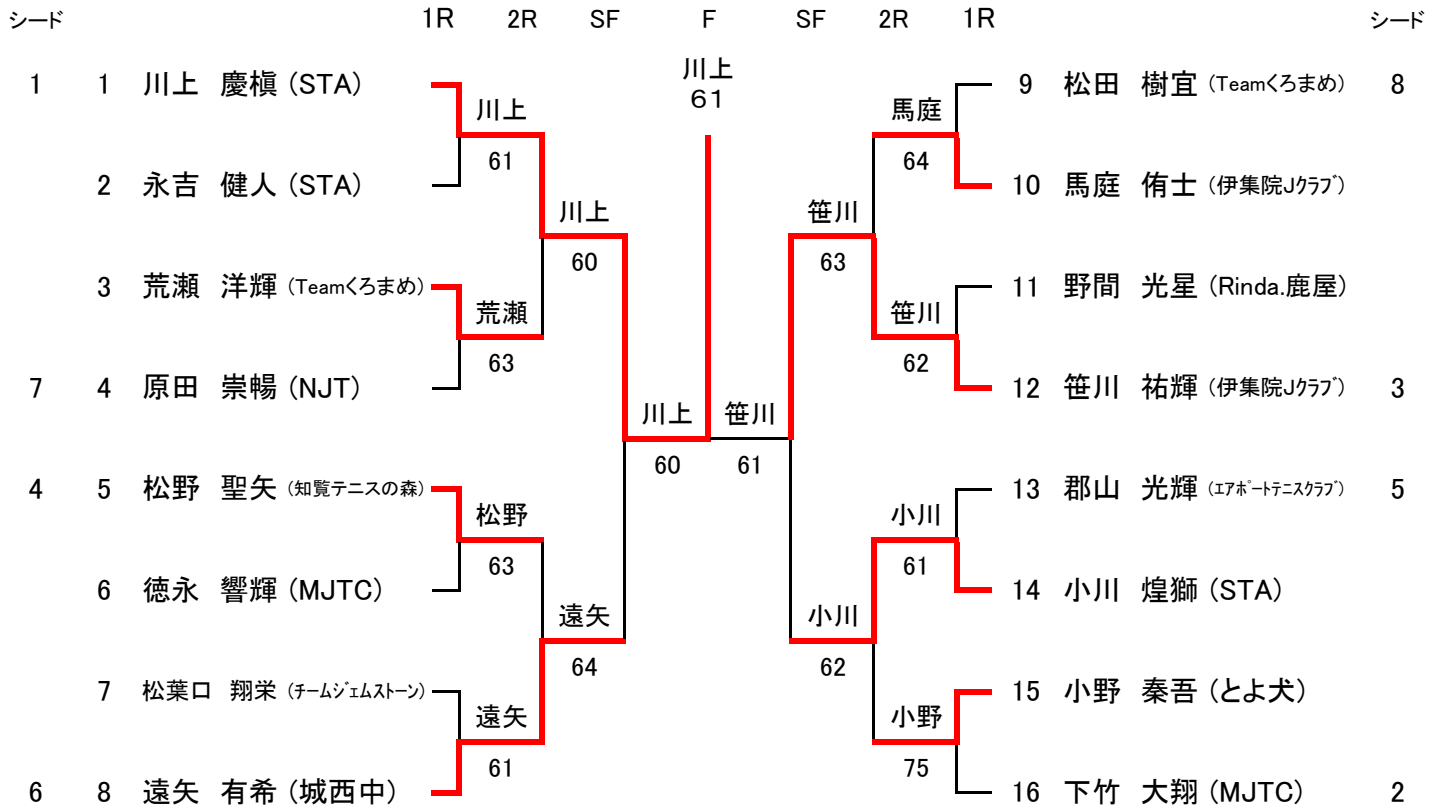 シード 1R 2R SF F SF 2R 1R シード
川上
61
1 1 川上 慶槇 (STA) 9 松田 樹宜 (Teamくろまめ) 8
川上 馬庭
61 64
2 永吉 健人 (STA) 10 馬庭 侑士 (伊集院Jクラブ)
川上 笹川
60 63
3 荒瀬 洋輝 (Teamくろまめ) 11 野間 光星 (Rinda.鹿屋)
荒瀬 笹川
63 62
7 4 原田 崇暢 (NJT) 12 笹川 祐輝 (伊集院Jクラブ) 3
川上 笹川
60 61
4 5 松野 聖矢 (知覧テニスの森) 13 郡山 光輝 (エアポートテニスクラブ) 5
松野 小川
63 61
6 徳永 響輝 (MJTC) 14 小川 煌獅 (STA)
遠矢 小川
64 62
7 松葉口 翔栄 (チームジェムストーン) 15 小野 秦吾 (とよ犬)
遠矢 小野
61 75
6 8 遠矢 有希 (城西中) 16 下竹 大翔 (MJTC) 2